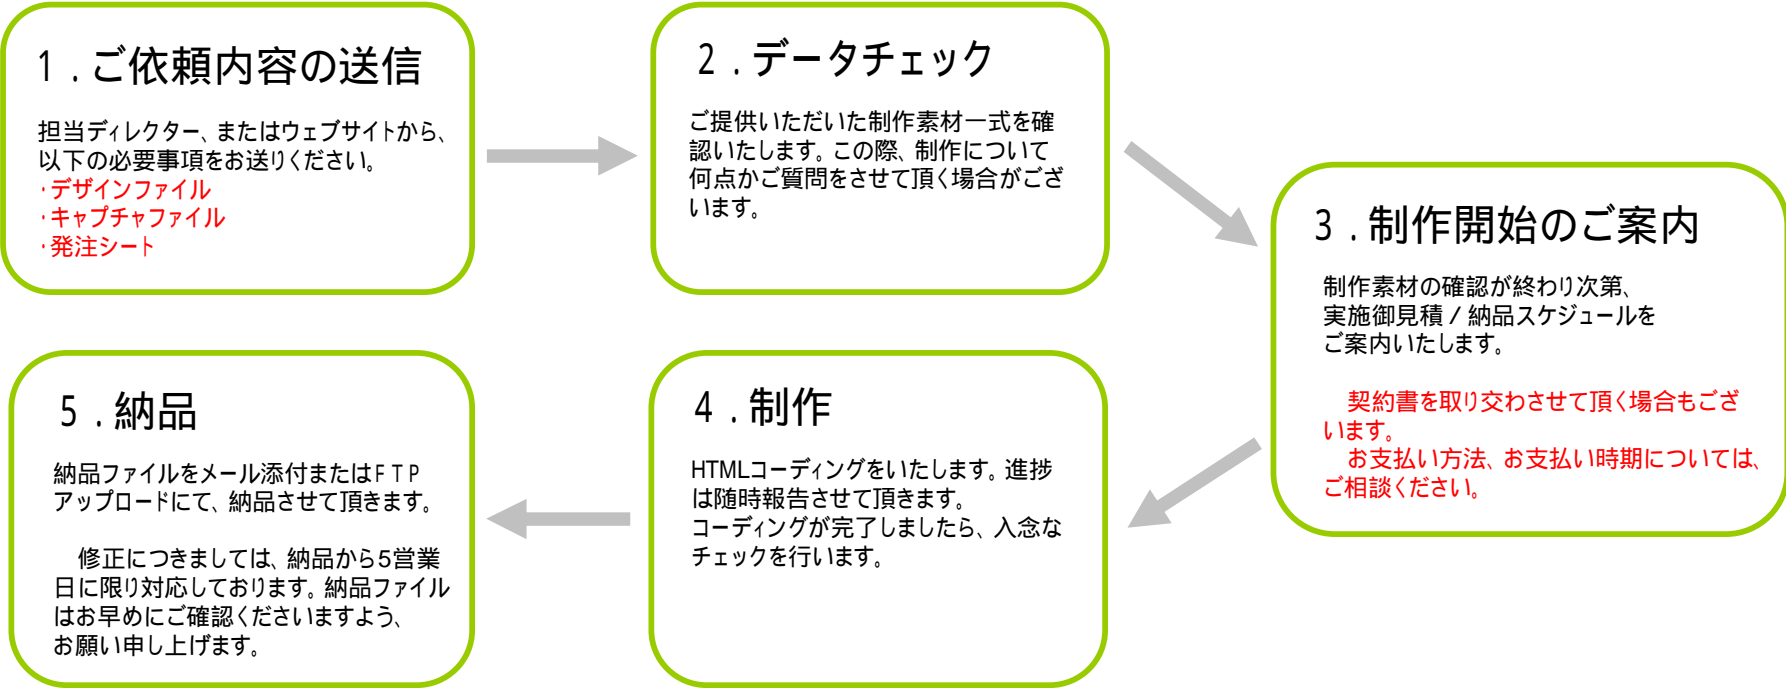 1．ご依頼内容の送信
担当ディレクター、またはウェブサイトから、
以下の必要事項をお送りください。
・デザインファイル
・キャプチャファイル
・発注シート
2．データチェック
ご提供いただいた制作素材一式を確
認いたします。この際、制作について
何点かご質問をさせて頂く場合がござ
います。
3．制作開始のご案内
制作素材の確認が終わり次第、
実施御見積／納品スケジュールを
ご案内いたします。
契約書を取り交わさせて頂く場合もござ
います。
お支払い方法、お支払い時期については、
ご相談ください。
4．制作
HTMLコーディングをいたします。進捗
は随時報告させて頂きます。
コーディングが完了しましたら、入念な
チェックを行います。
5．納品
納品ファイルをメール添付またはFTP
アップロードにて、納品させて頂きます。
修正につきましては、納品から5営業
日に限り対応しております。納品ファイル
はお早めにご確認くださいますよう、
お願い申し上げます。